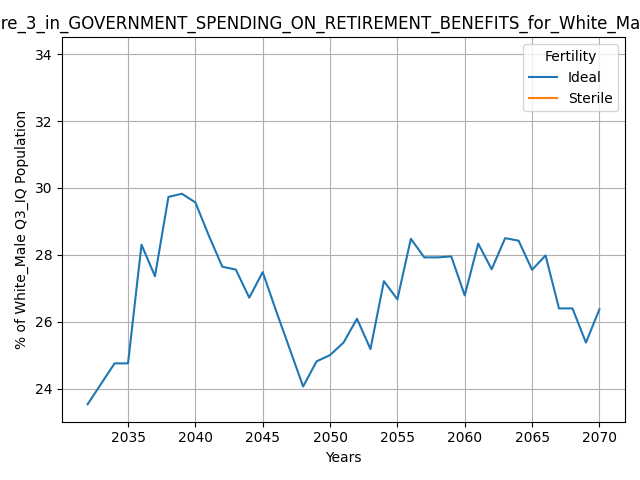 re_3_in_GOVERNMENT_SPENDING_ON_RETIREMENT_BENEFITS_for_White_Ma
34
32
30
28
26
24
% of White_Male Q3_IQ Population
Fertility
Ideal
Sterile
2035 2040 2045 2050 2055 2060 2065 2070
Years